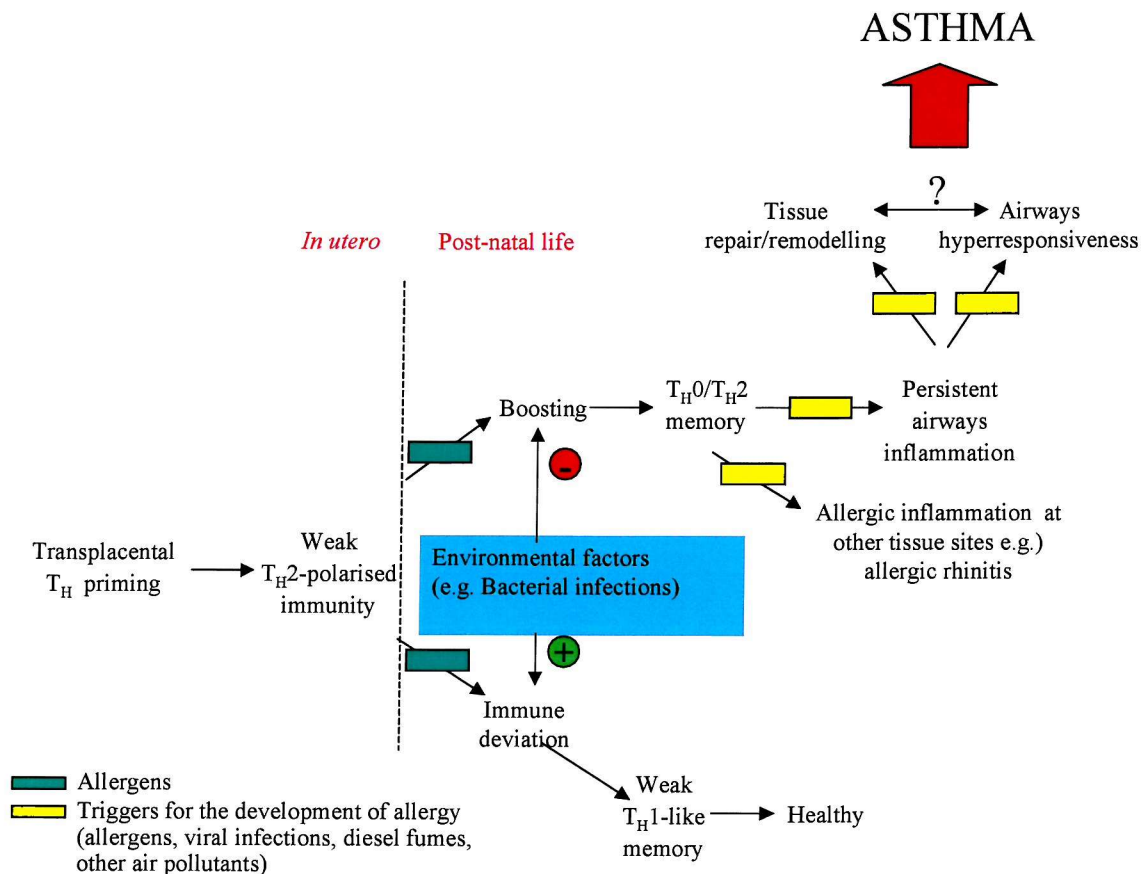 ASTHMA
?
Tissue
repair/remodelling
Airways
hyperresponsiveness
In utero
Post-natal life
Boosting
TH0/TH2
memory
Persistent
airways
inflammation
-
Allergic inflammation at
other tissue sites e.g.)
allergic rhinitis
Transplacental
TH priming
Weak
TH2-polarised
immunity
Environmental factors
(e.g. Bacterial infections)
+
Immune
deviation
Weak
TH1-like
memory
Healthy
Allergens
Triggers for the development of allergy
(allergens, viral infections, diesel fumes,
other air pollutants)